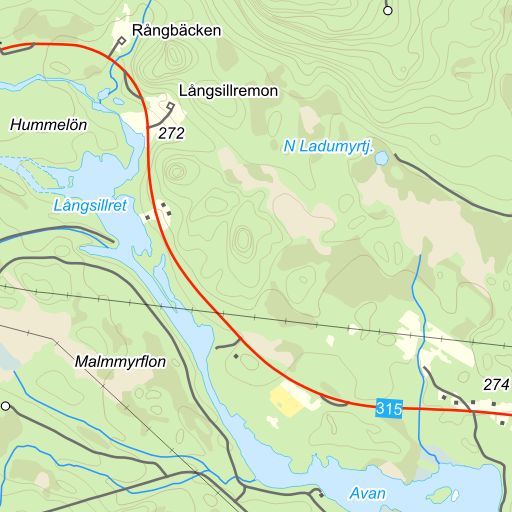 Rångbäcken
Långsillremon
Hummelön
272
N Ladumyrtj.
Långsillret
Malmmyrflon
274
315
Avan